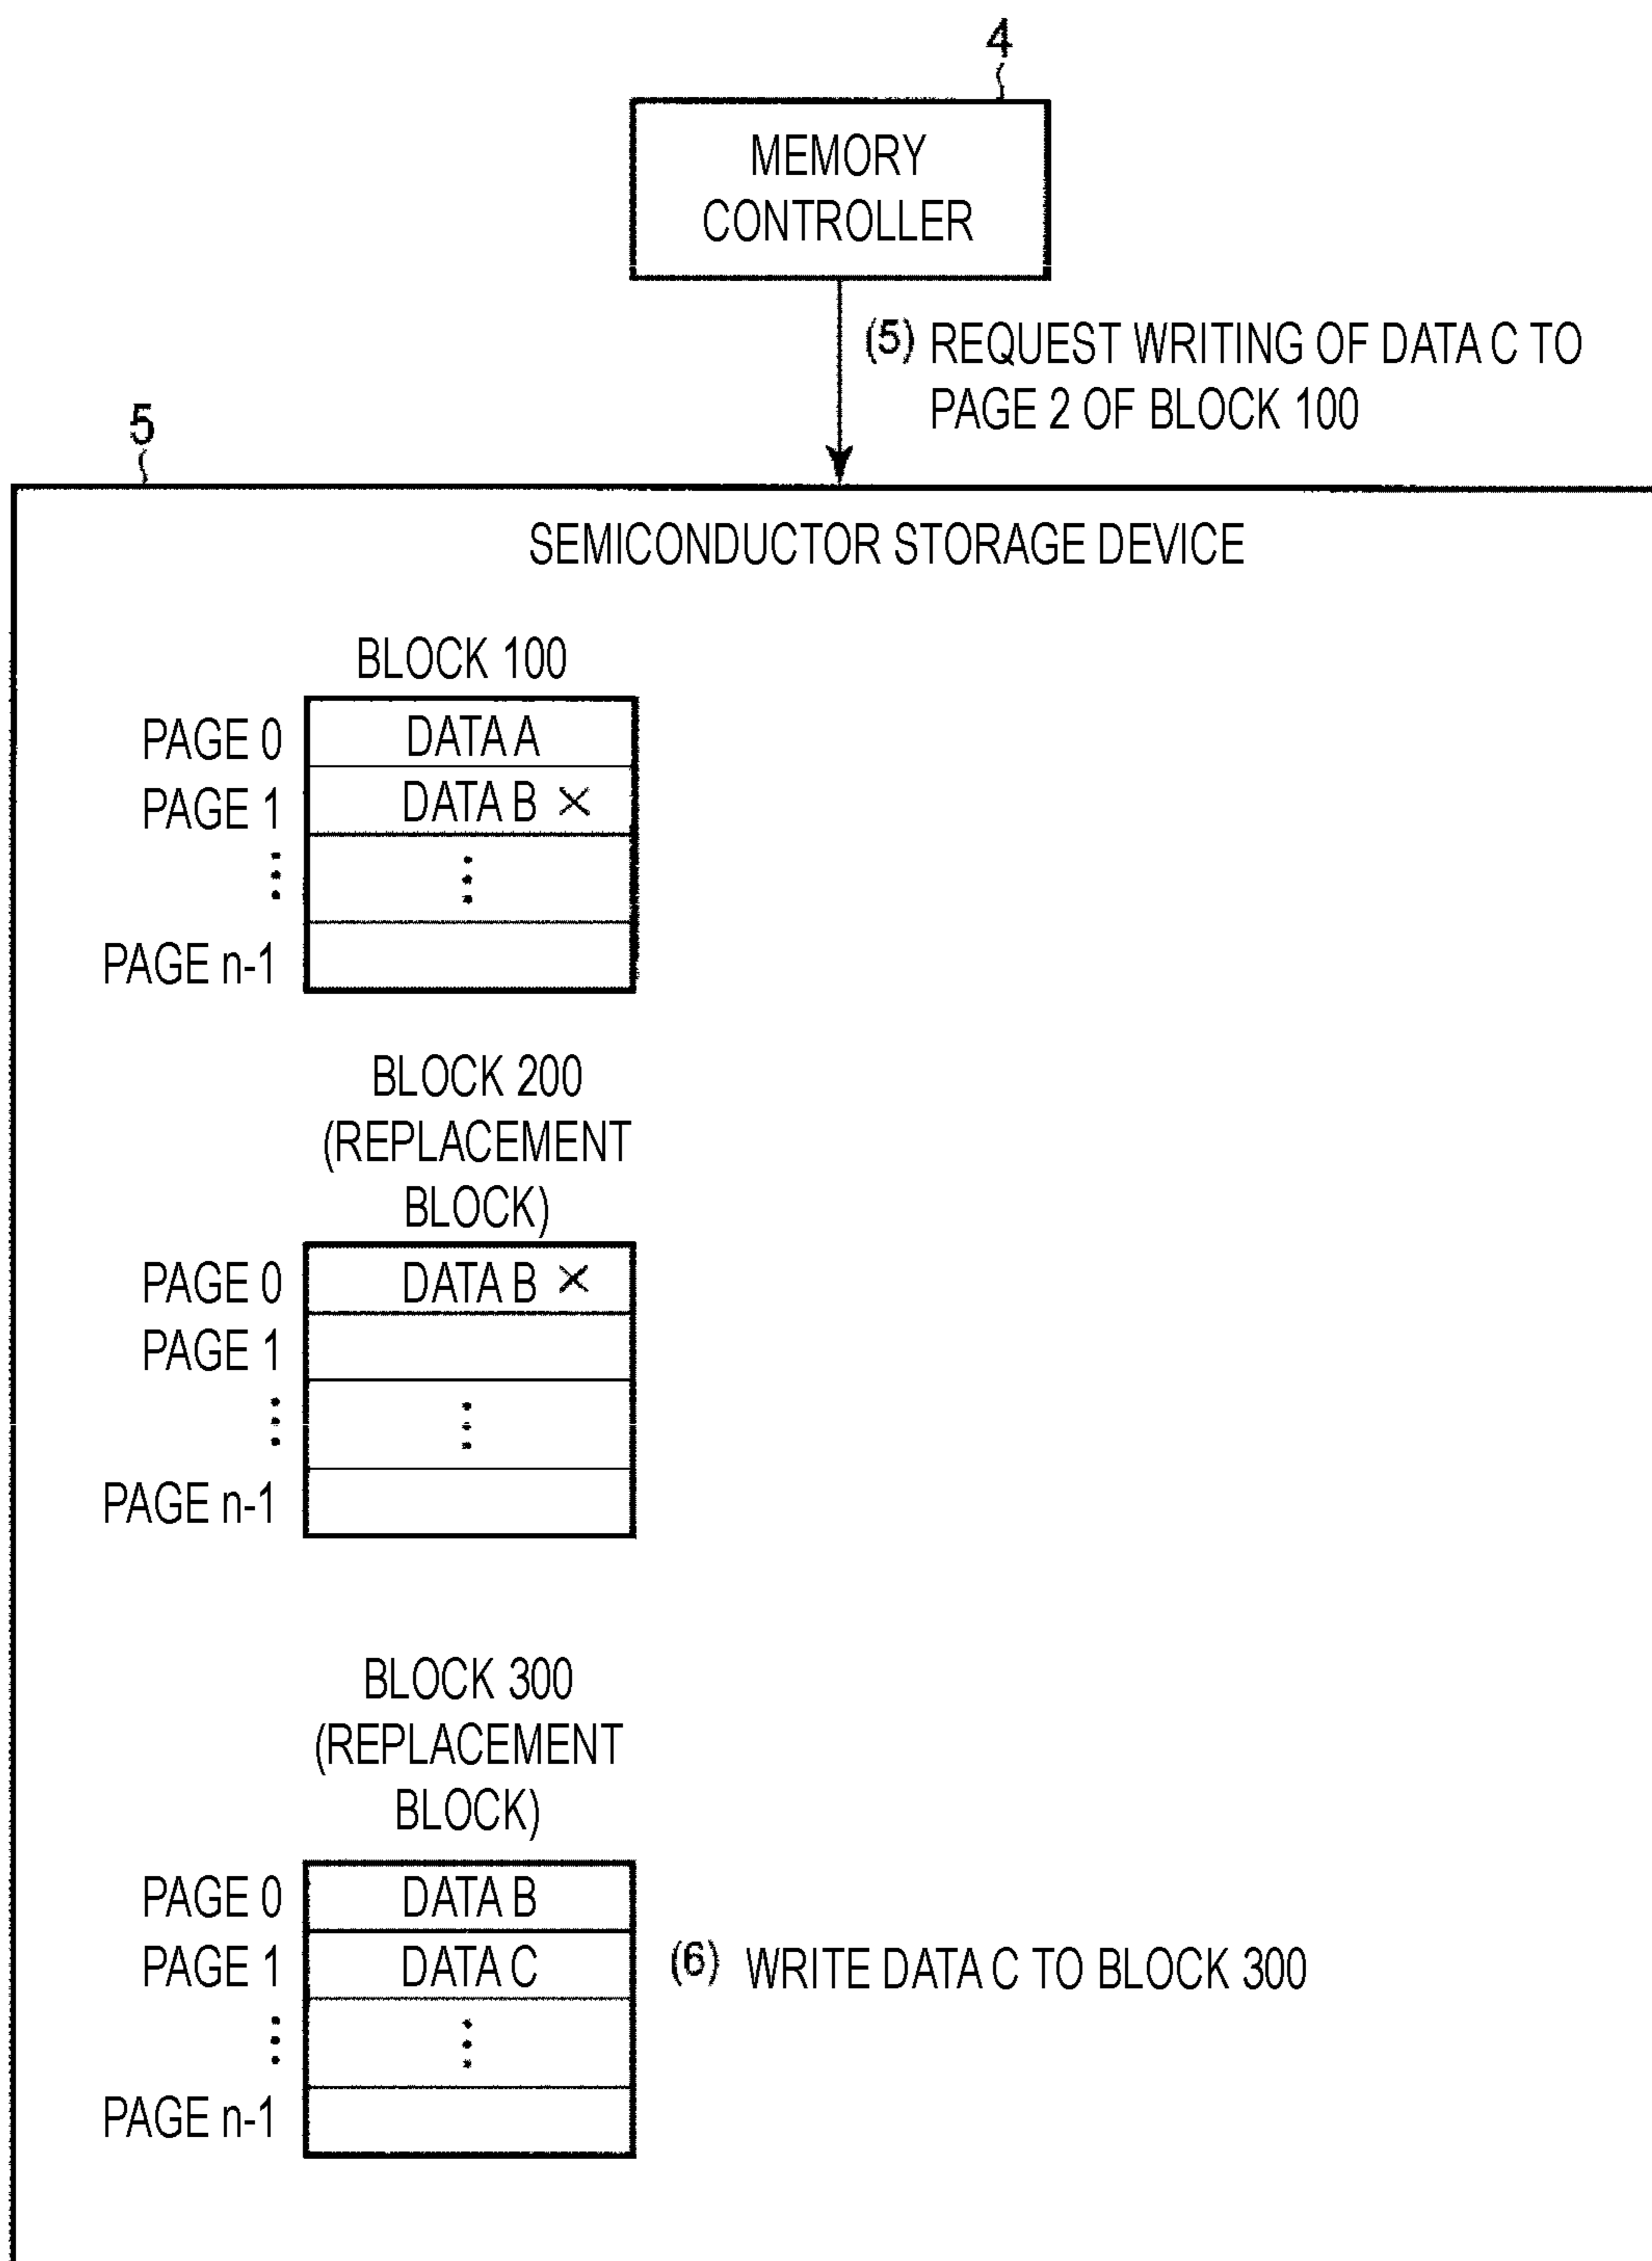 4
MEMORY
CONTROLLER
(5) REQUEST WRITING OF DATA C TO
PAGE 2 OF BLOCK 100
5
SEMICONDUCTOR STORAGE DEVICE
BLOCK 100
PAGE 0 DATA A
PAGE 1 DATA B ×
⋮ ⋮
PAGE n-1
BLOCK 200
(REPLACEMENT
BLOCK)
PAGE 0 DATA B ×
PAGE 1
⋮ ⋮
PAGE n-1
BLOCK 300
(REPLACEMENT
BLOCK)
PAGE 0 DATA B
PAGE 1 DATA C (6) WRITE DATA C TO BLOCK 300
⋮ ⋮
PAGE n-1